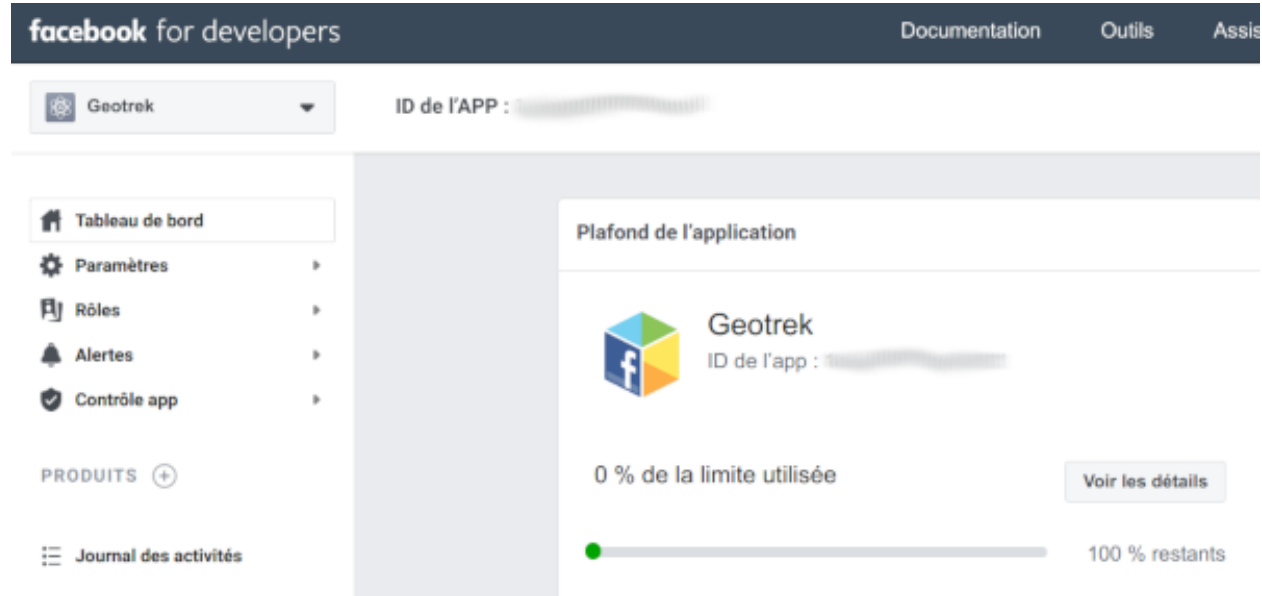 facebook for developers Documentation Outils
Geotrek ID de l'APP :
Tableau de bord
Plafond de l'application
Paramètres
Rôles
Geotrek
ID de l'app :
Alertes
Contrôle app
PRODUITS
0 % de la limite utilisée Voir les détails
Journal des activités
100 % restants